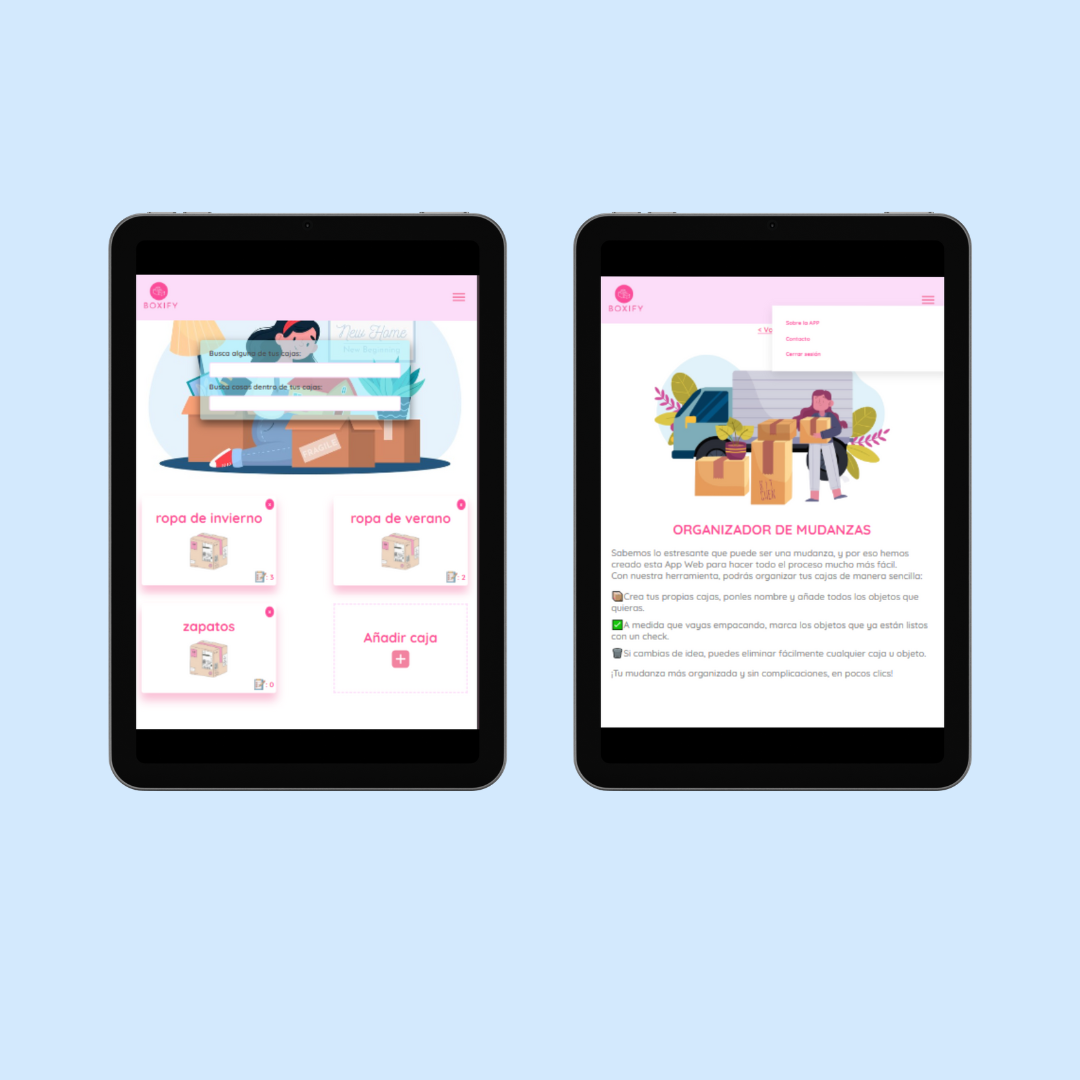 BOXIFY
New Home
New Beginning
Busca alguna de tus cajas:
Busca cosas dentro de tus cajas:
FRAGILE
ropa de invierno
: 3
ropa de verano
: 2
zapatos
: 0
Añadir caja
BOXIFY
Sobre la APP
Contacto
Cerrar sesión
< Vo
ORGANIZADOR DE MUDANZAS
Sabemos lo estresante que puede ser una mudanza, y por eso hemos
creado esta App Web para hacer todo el proceso mucho más fácil.
Con nuestra herramienta, podrás organizar tus cajas de manera sencilla:
📦Crea tus propias cajas, ponles nombre y añade todos los objetos que
quieras.
✅A medida que vayas empacando, marca los objetos que ya están listos
con un check.
🗑️Si cambias de idea, puedes eliminar fácilmente cualquier caja u objeto.
¡Tu mudanza más organizada y sin complicaciones, en pocos clics!